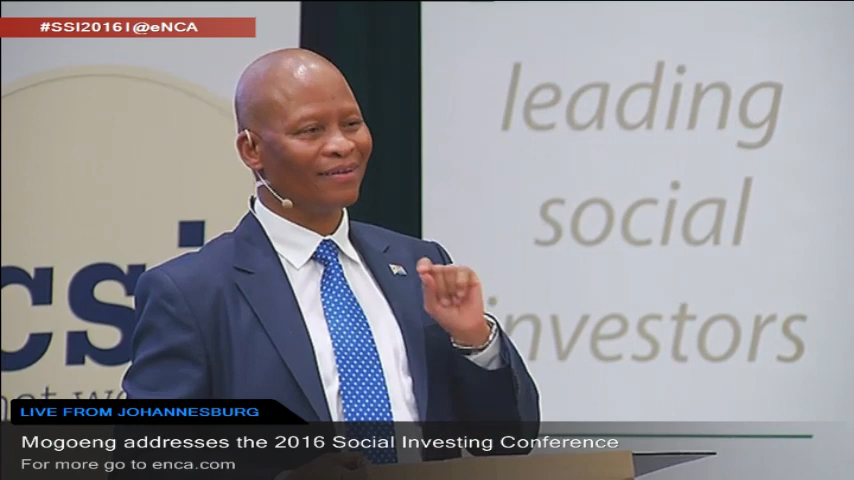 #SSI2016I@eNCA
leading
social
investors
csi
LIVE FROM JOHANNESBURG
Mogoeng addresses the 2016 Social Investing Conference
For more go to enca.com